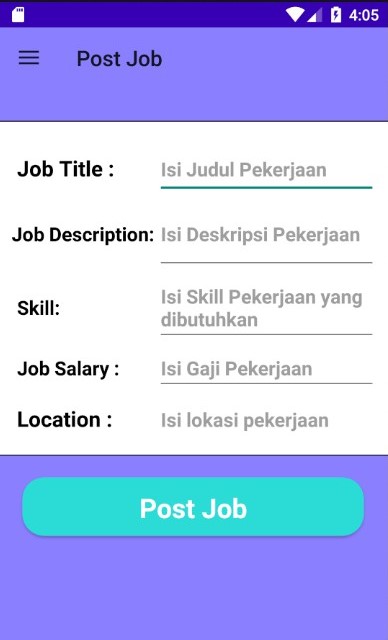 4:05
Post Job
Job Title :
Isi Judul Pekerjaan
Job Description:
Isi Deskripsi Pekerjaan
Skill:
Isi Skill Pekerjaan yang
dibutuhkan
Job Salary :
Isi Gaji Pekerjaan
Location :
Isi lokasi pekerjaan
Post Job